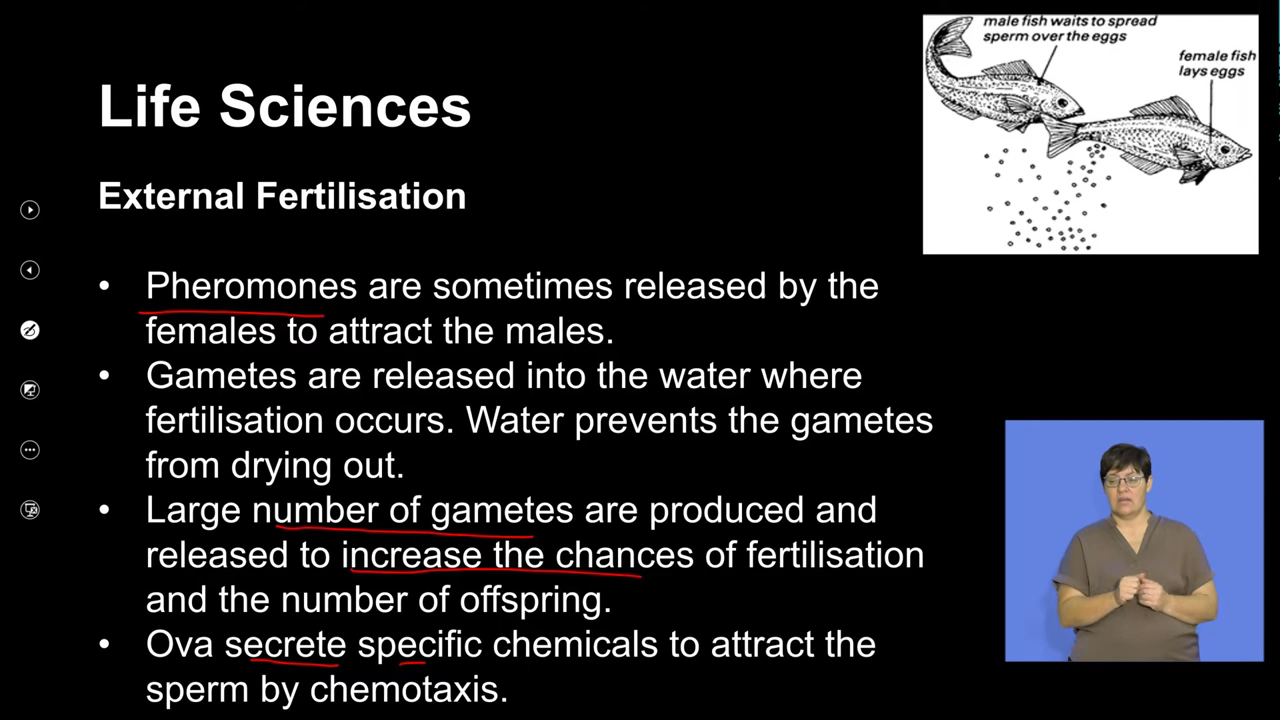 male fish waits to spread
sperm over the eggs
female fish
lays eggs
Life Sciences
External Fertilisation
• Pheromones are sometimes released by the
females to attract the males.
• Gametes are released into the water where
fertilisation occurs. Water prevents the gametes
from drying out.
• Large number of gametes are produced and
released to increase the chances of fertilisation
and the number of offspring.
• Ova secrete specific chemicals to attract the
sperm by chemotaxis.